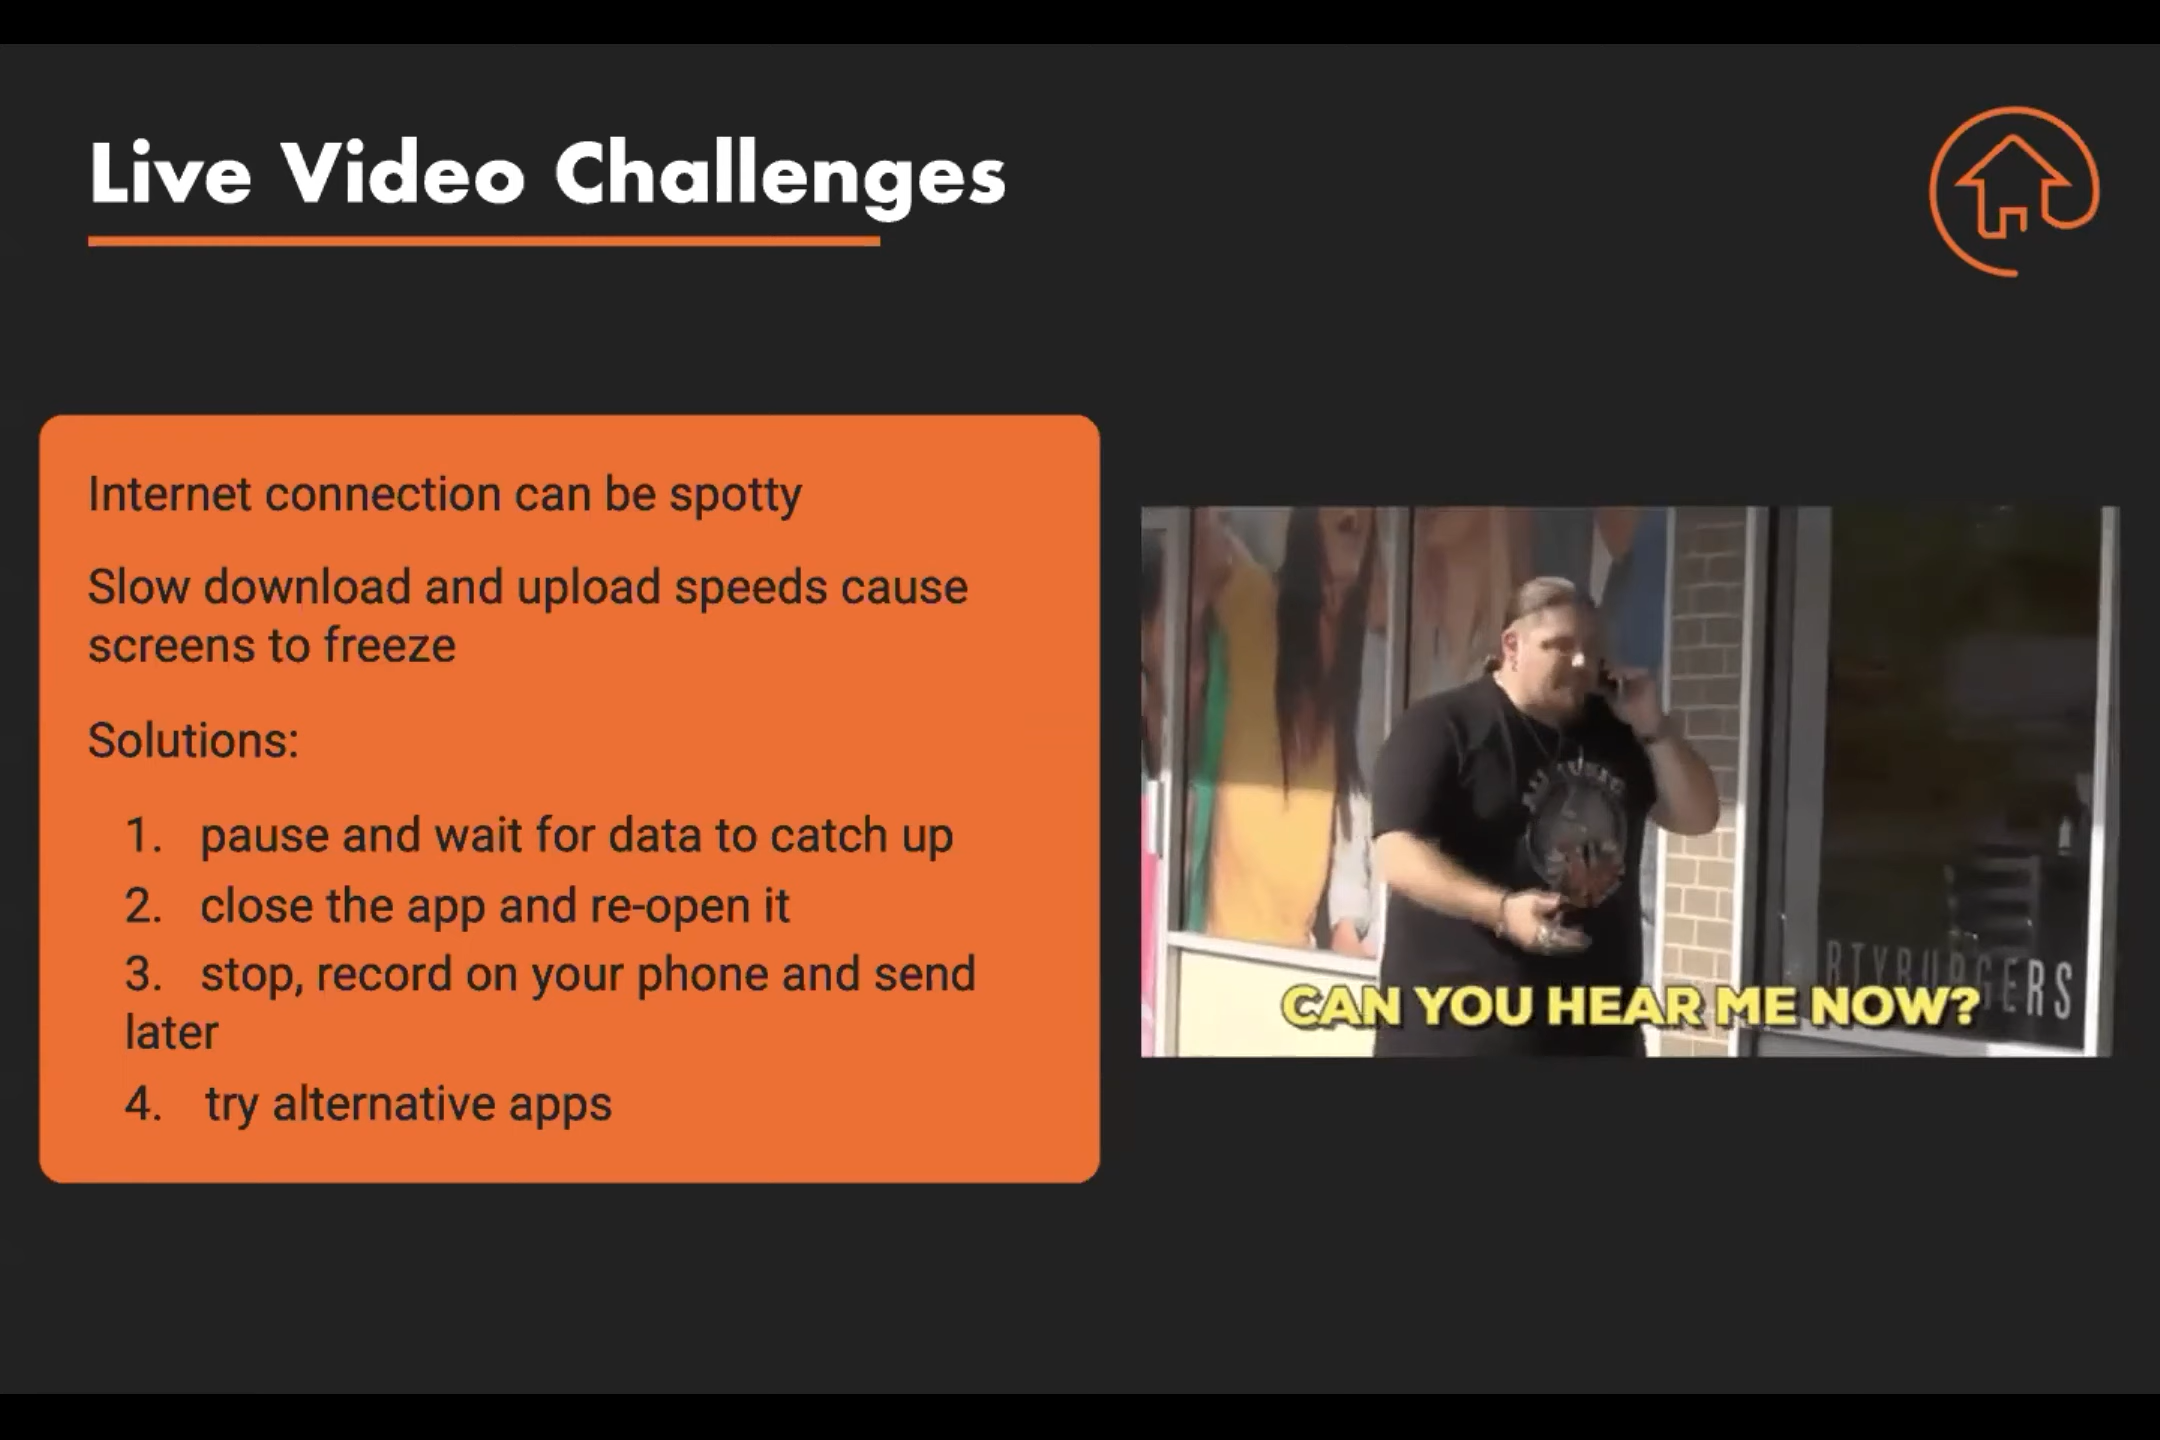 Live Video Challenges
Internet connection can be spotty
Slow download and upload speeds cause
screens to freeze
Solutions:
1. pause and wait for data to catch up
2. close the app and re-open it
3. stop, record on your phone and send
later
4. try alternative apps
CAN YOU HEAR ME NOW?